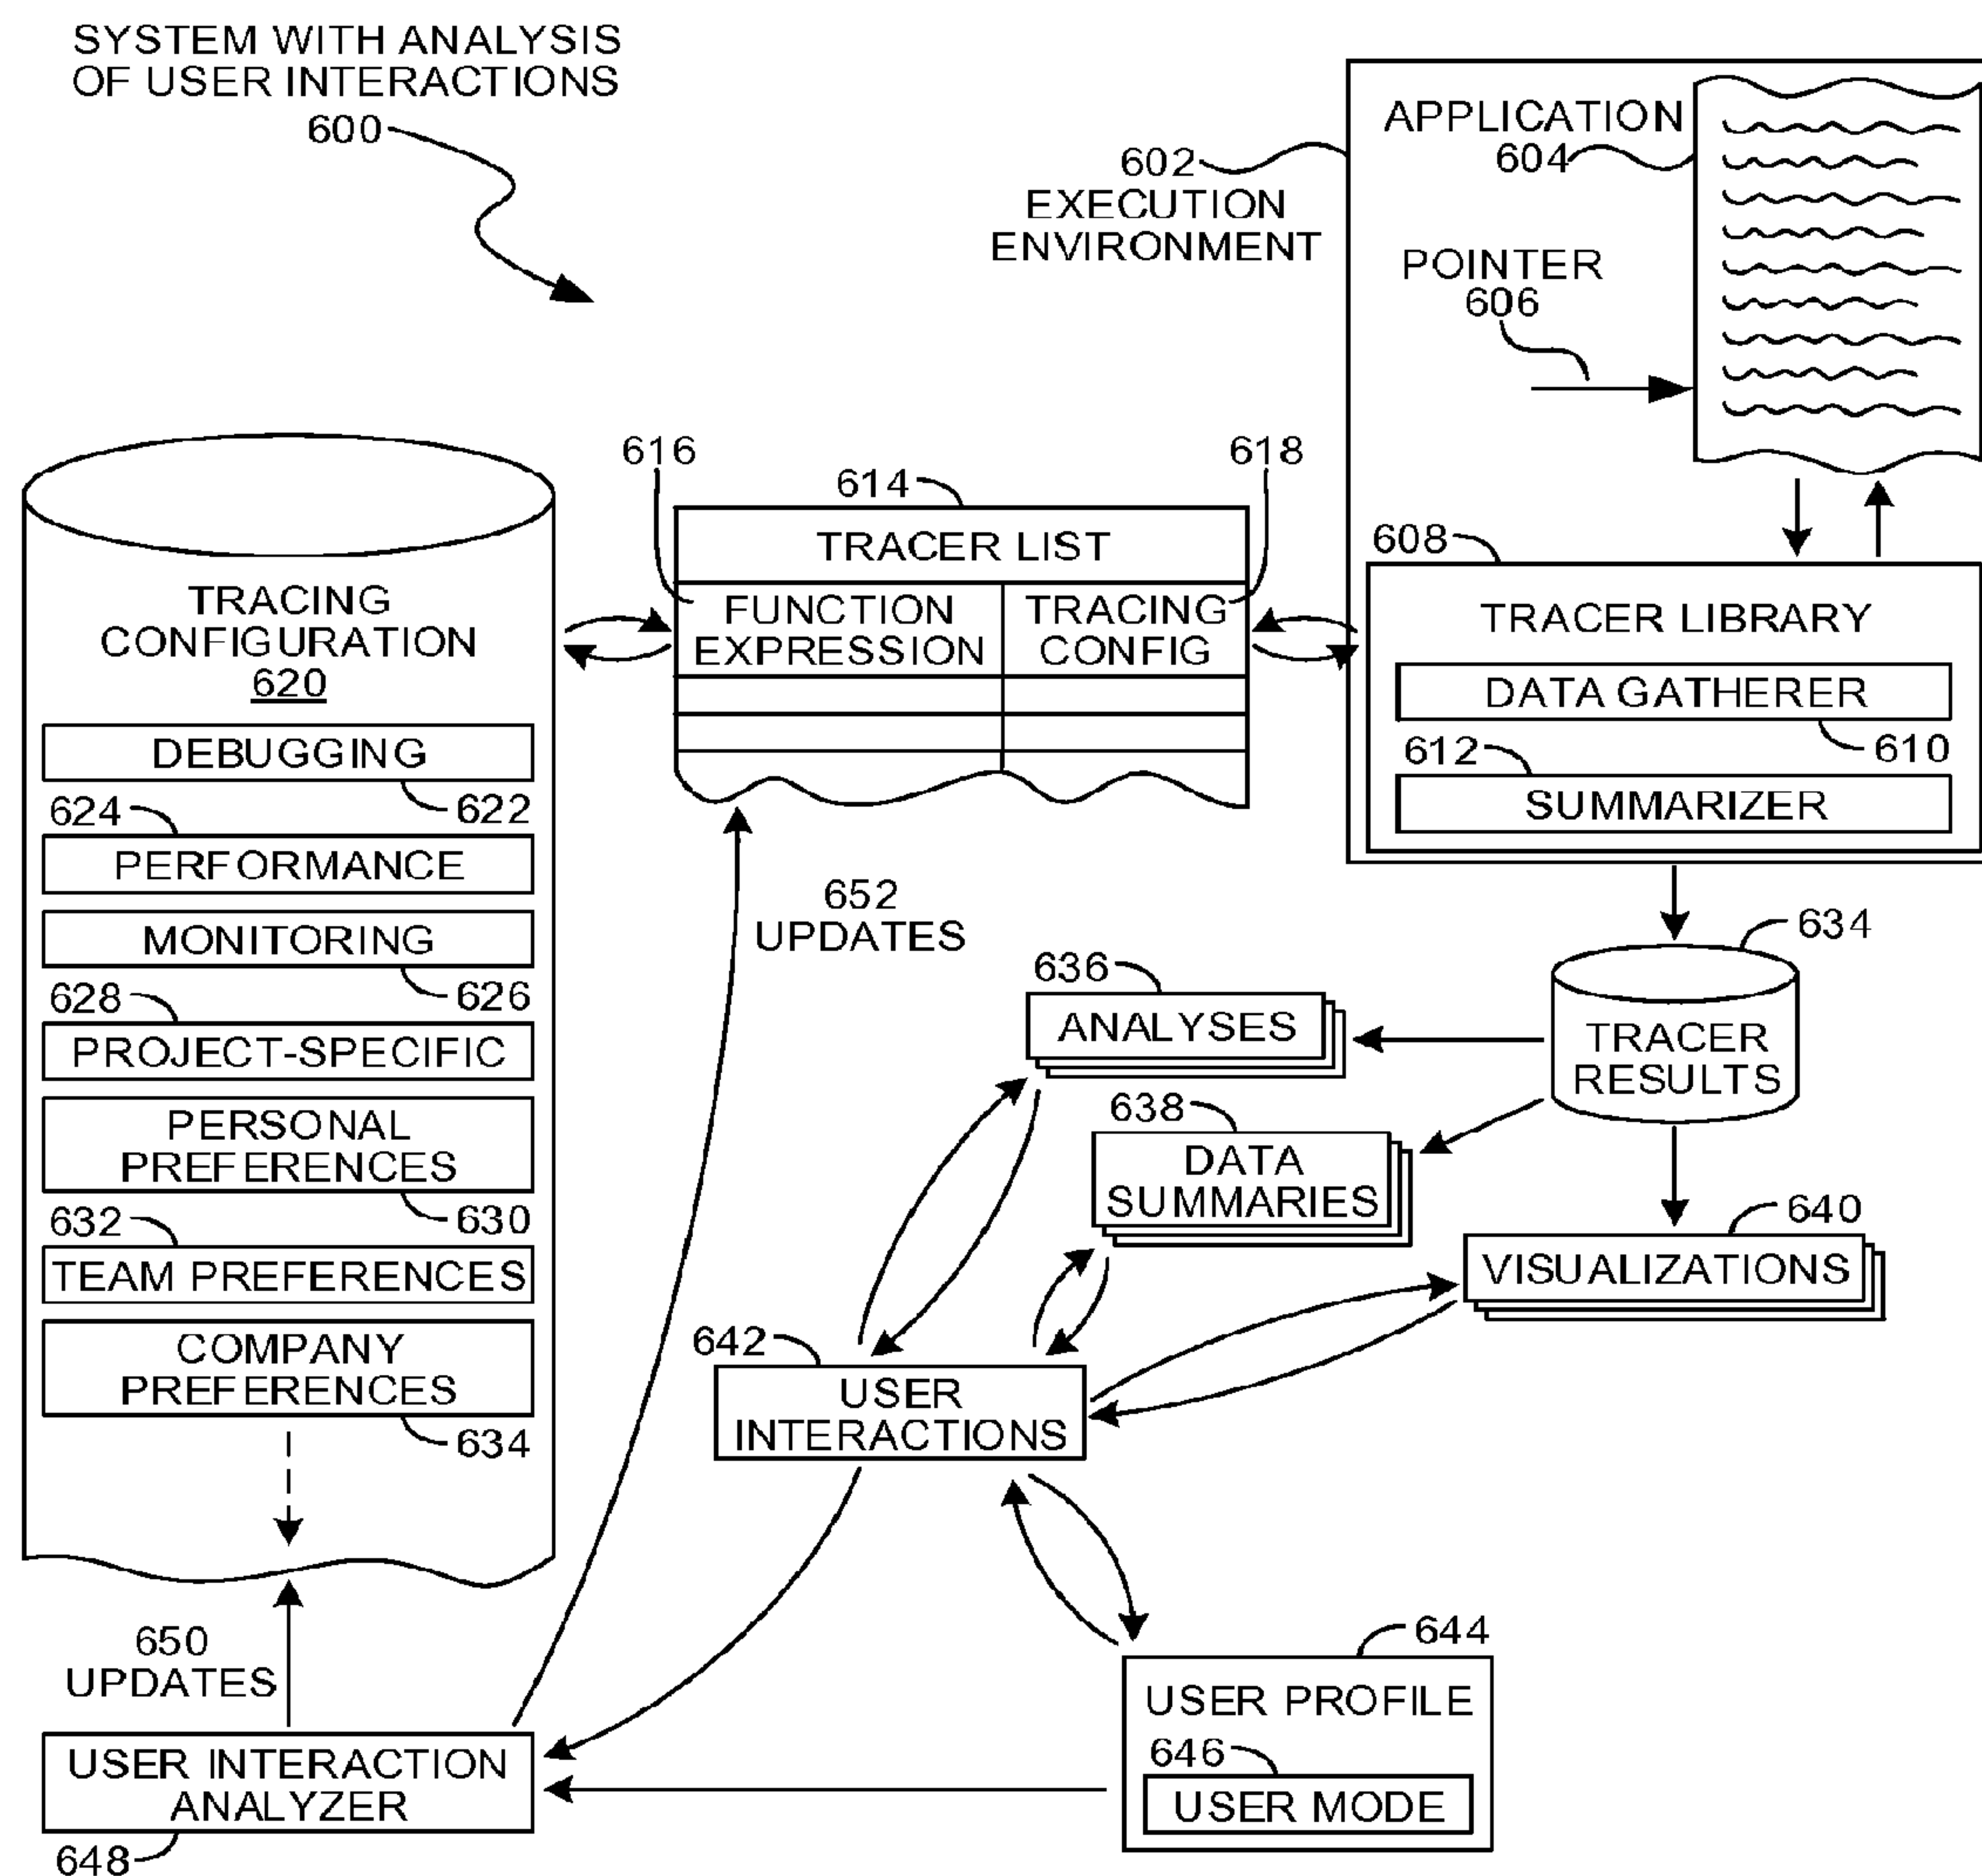 SYSTEM WITH ANALYSIS
OF USER INTERACTIONS
600
602
EXECUTION
ENVIRONMENT
APPLICATION
604
POINTER
606
608
TRACER LIBRARY
DATA GATHERER
610
612
SUMMARIZER
616
614
618
TRACER LIST
FUNCTION
EXPRESSION
TRACING
CONFIG
TRACING
CONFIGURATION
620
DEBUGGING
622
624
PERFORMANCE
MONITORING
626
628
PROJECT-SPECIFIC
PERSONAL
PREFERENCES
630
632
TEAM PREFERENCES
COMPANY
PREFERENCES
634
652
UPDATES
634
TRACER
RESULTS
636
ANALYSES
638
DATA
SUMMARIES
640
VISUALIZATIONS
642
USER
INTERACTIONS
644
USER PROFILE
646
USER MODE
650
UPDATES
USER INTERACTION
ANALYZER
648